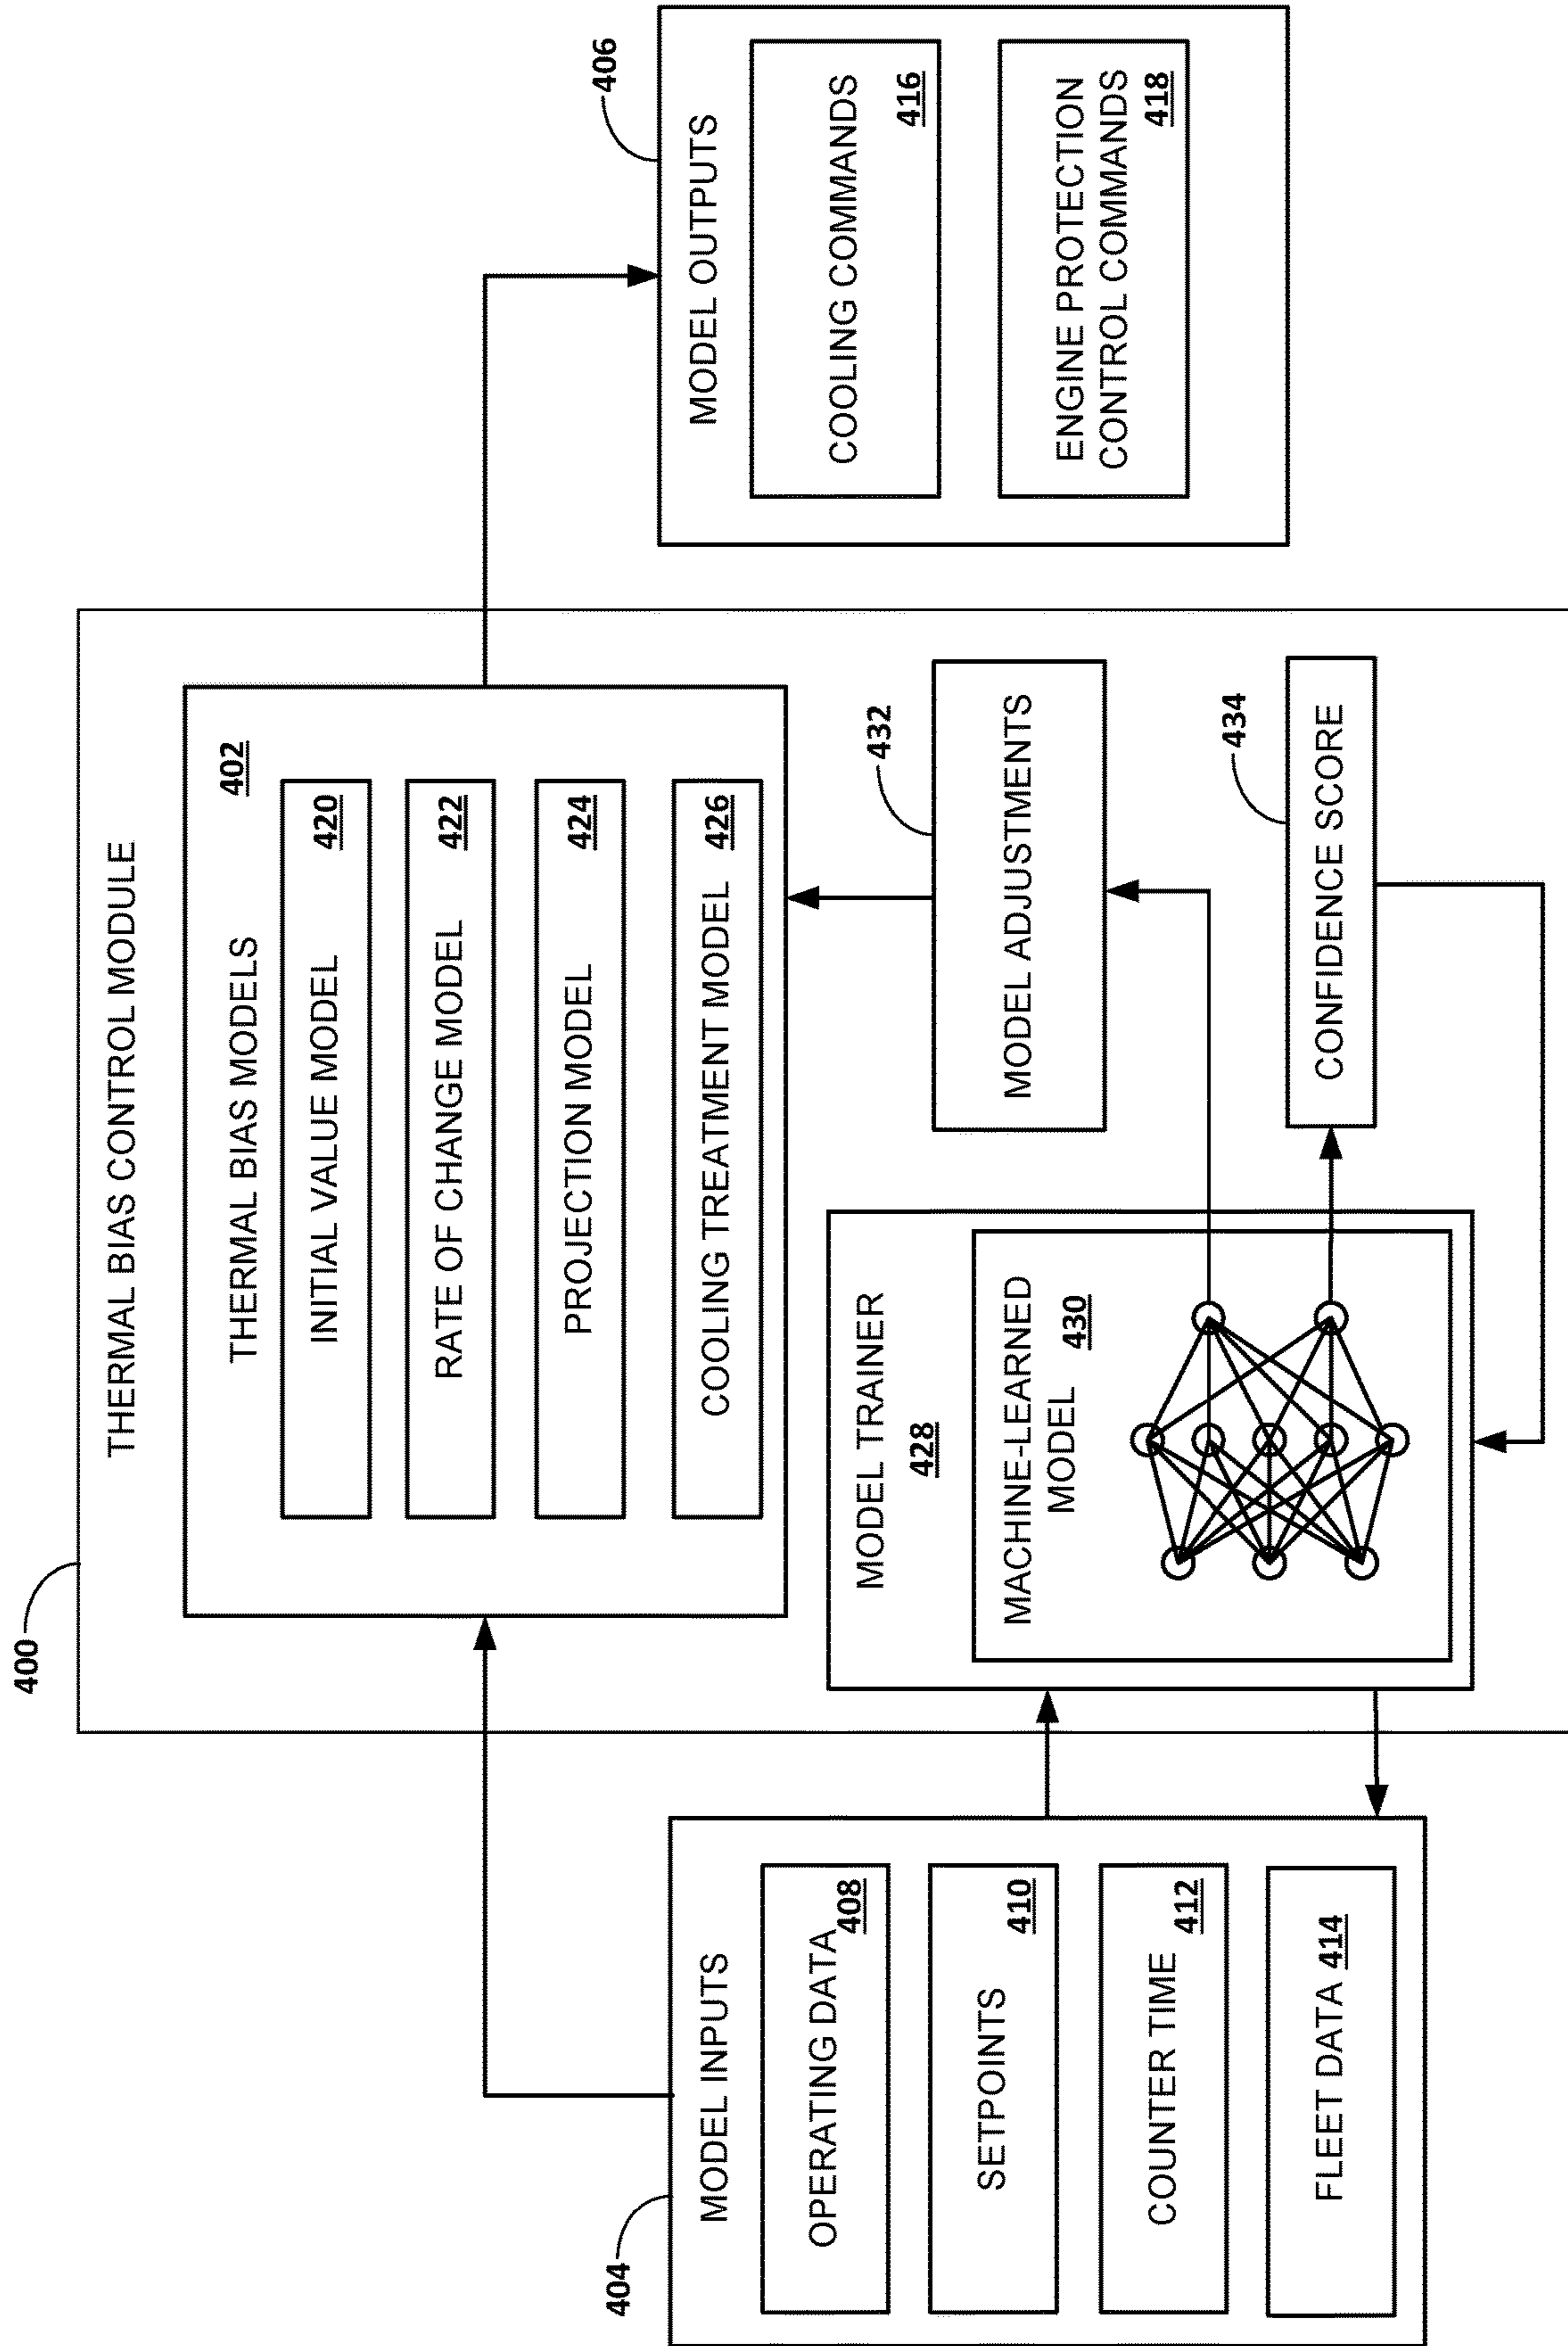 400
THERMAL BIAS CONTROL MODULE
404
MODEL INPUTS
OPERATING DATA
408
SETPOINTS
410
COUNTER TIME
412
FLEET DATA 414
THERMAL BIAS MODELS
402
INITIAL VALUE MODEL
420
RATE OF CHANGE MODEL
422
PROJECTION MODEL
424
COOLING TREATMENT MODEL
426
MODEL TRAINER
428
MACHINE-LEARNED
MODEL
430
432
MODEL ADJUSTMENTS
434
CONFIDENCE SCORE
406
MODEL OUTPUTS
COOLING COMMANDS
416
ENGINE PROTECTION
CONTROL COMMANDS
418